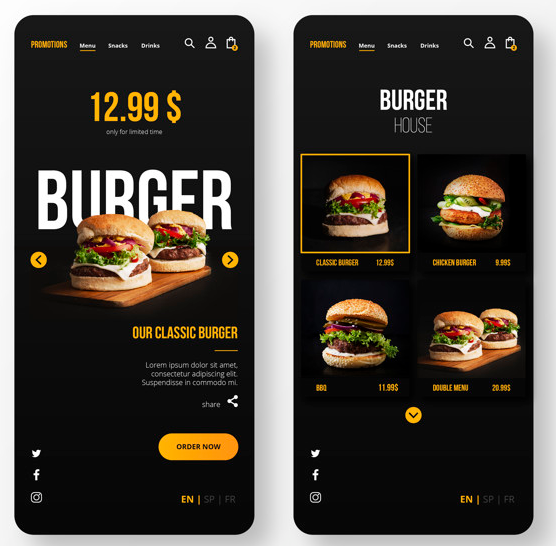 PROMOTIONS Menu Snacks Drinks
12.99 $
only for limited time
BURGER
OUR CLASSIC BURGER
Lorem ipsum dolor sit amet,
consectetur adipiscing elit.
Suspendisse in commodo mi.
share
ORDER NOW
EN | SP | FR
PROMOTIONS Menu Snacks Drinks
BURGER
HOUSE
CLASSIC BURGER 12.99$
CHICKEN BURGER 9.99$
BBQ 11.99$
DOUBLE MENU 20.99$
EN | SP | FR